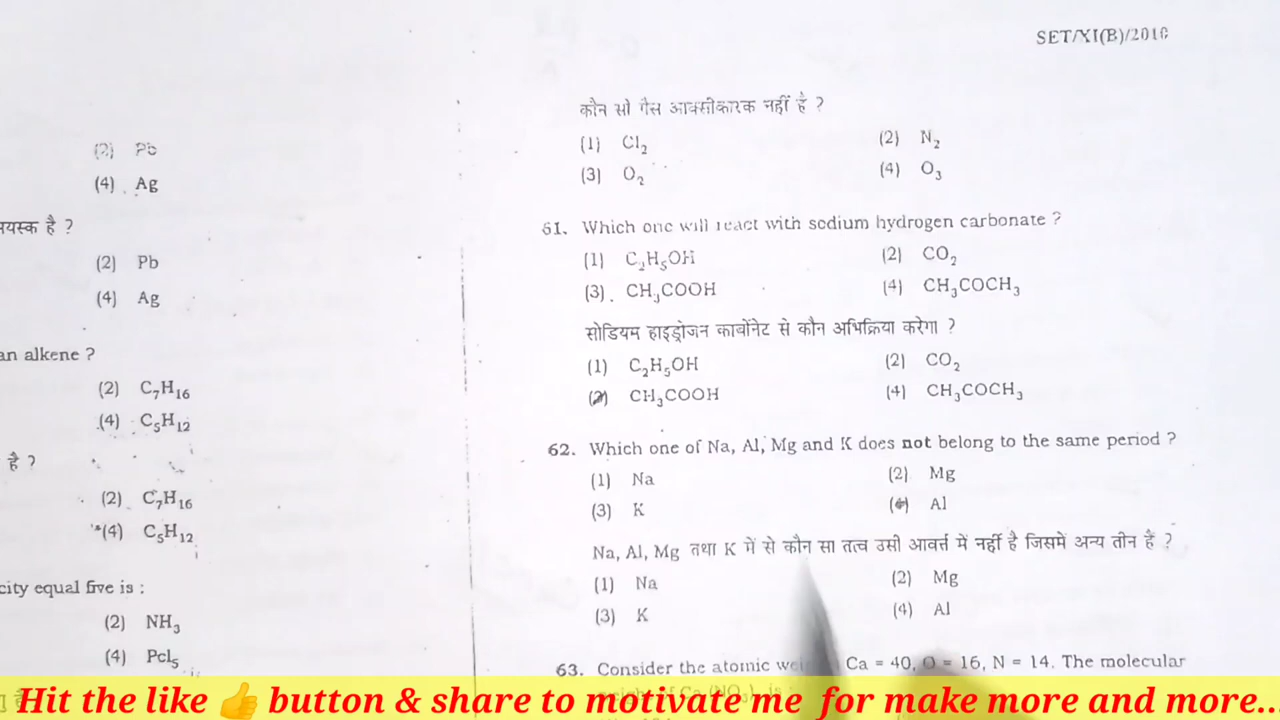 SET/XI(B)/2018
(2) Pb
(4) Ag
है ?
(2) Pb
(4) Ag
an alkene ?
(2) C₇H₁₆
(4) C₅H₁₂
है ?
(2) C₇H₁₆
(4) C₅H₁₂
city equal five is :
(2) NH₃
(4) Pcl₅
कौन सी गैस आक्सीकारक नहीं है ?
(1) Cl₂ (2) N₂
(3) O₂ (4) O₃
61. Which one will react with sodium hydrogen carbonate ?
(1) C₂H₅OH (2) CO₂
(3) CH₃COOH (4) CH₃COCH₃
सोडियम हाइड्रोजन कार्बोनेट से कौन अभिक्रिया करेगा ?
(1) C₂H₅OH (2) CO₂
CH₃COOH (4) CH₃COCH₃
62. Which one of Na, Al, Mg and K does not belong to the same period ?
(1) Na (2) Mg
(3) K (4) Al
Na, Al, Mg तथा K में से कौन सा तत्व उसी आवर्त्त में नहीं है जिसमें अन्य तीन हैं ?
(1) Na (2) Mg
(3) K (4) Al
63. Consider the atomic Ca = 40, O = 16, N = 14. The molecular
Hit the like 👍 button & share to motivate me for make more and more...